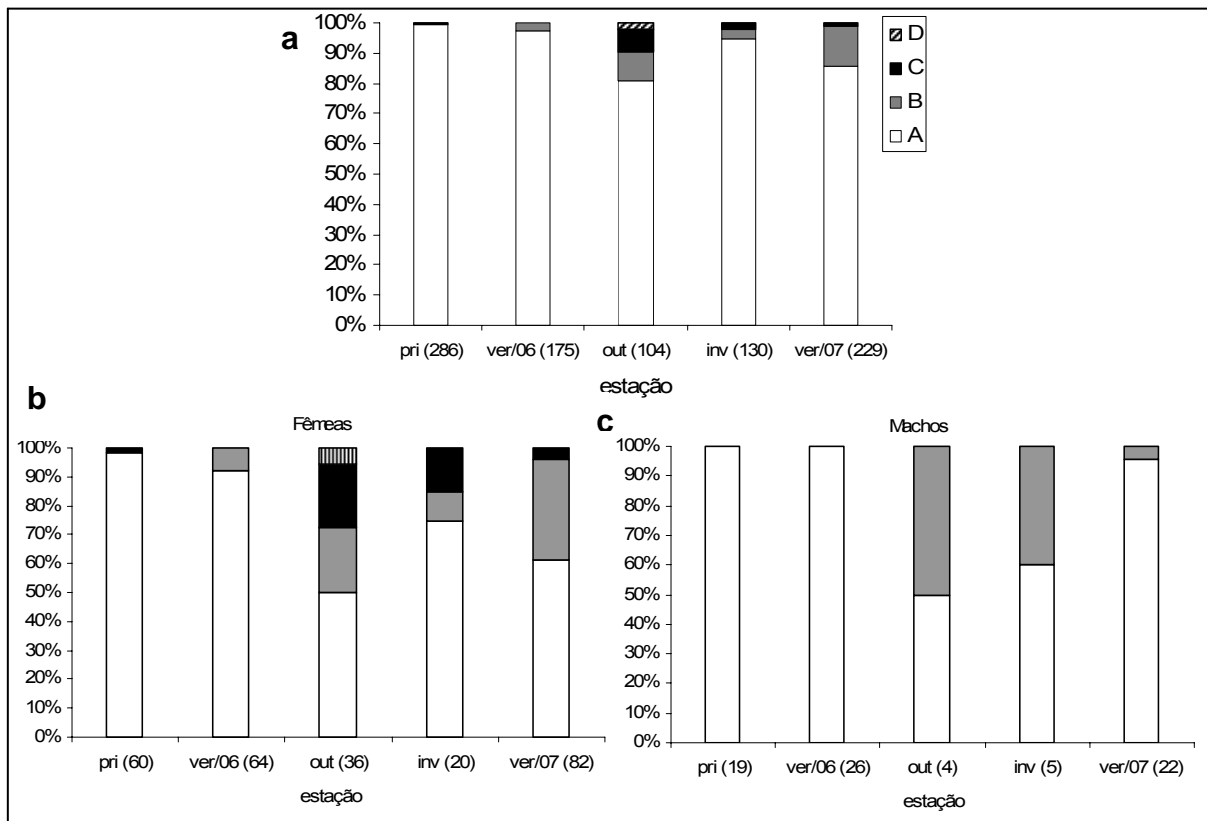 a
100%
90%
80%
70%
60%
50%
40%
30%
20%
10%
0%
pri (286) ver/06 (175) out (104) inv (130) ver/07 (229)
estação
D
C
B
A
b
Fêmeas
100%
90%
80%
70%
60%
50%
40%
30%
20%
10%
0%
pri (60) ver/06 (64) out (36) inv (20) ver/07 (82)
estação
c
Machos
100%
90%
80%
70%
60%
50%
40%
30%
20%
10%
0%
pri (19) ver/06 (26) out (4) inv (5) ver/07 (22)
estação